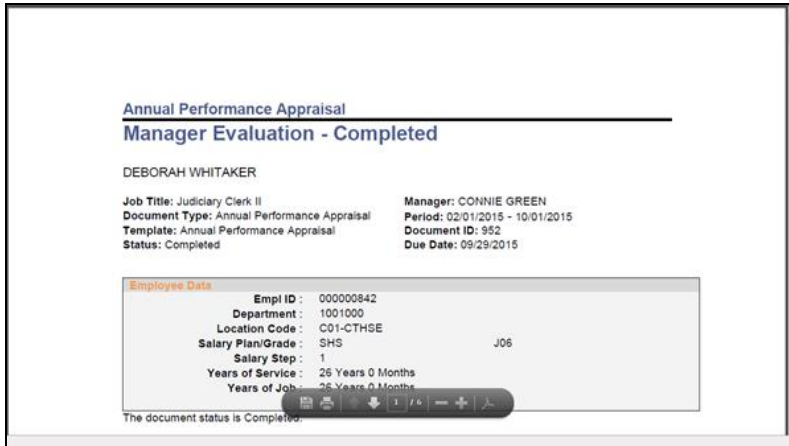 Annual Performance Appraisal
Manager Evaluation - Completed
DEBORAH WHITAKER
Job Title: Judiciary Clerk II
Document Type: Annual Performance Appraisal
Template: Annual Performance Appraisal
Status: Completed
Manager: CONNIE GREEN
Period: 02/01/2015 - 10/01/2015
Document ID: 952
Due Date: 09/29/2015
Employee Data
Empl ID : 000000842
Department : 1001000
Location Code : C01-CTHSE
Salary Plan/Grade : SHS J06
Salary Step : 1
Years of Service : 26 Years 0 Months
Years of Job : 26 Years 0 Months
1 / 6
The document status is Completed.